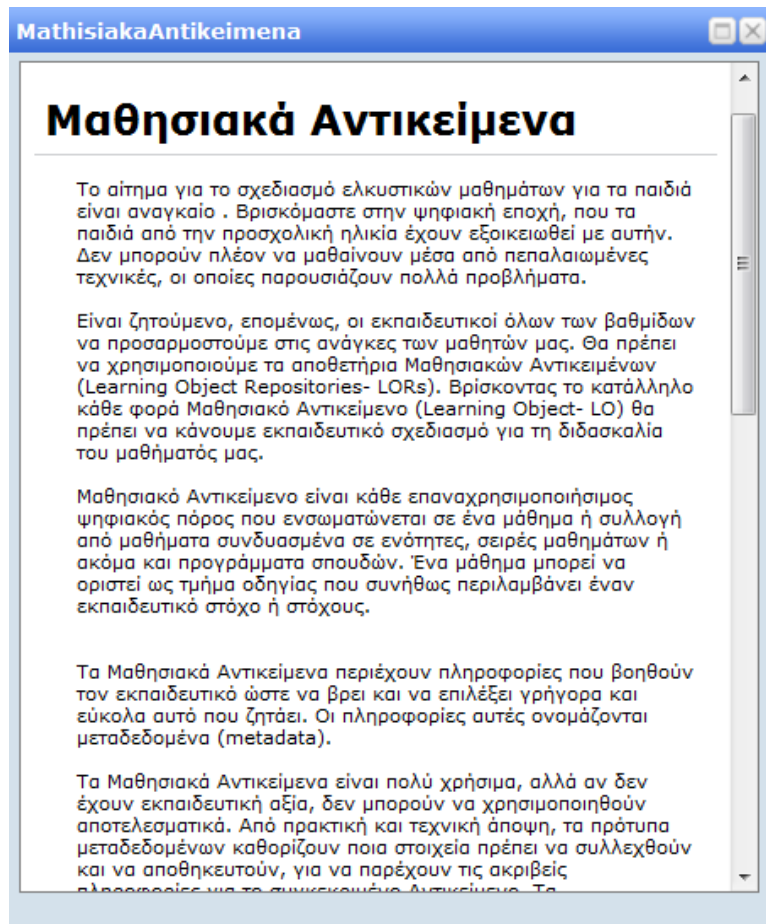 MathisiakaAntikeimena
Μαθησιακά Αντικείμενα
Το αίτημα για το σχεδιασμό ελκυστικών μαθημάτων για τα παιδιά
είναι αναγκαίο . Βρισκόμαστε στην ψηφιακή εποχή, που τα
παιδιά από την προσχολική ηλικία έχουν εξοικειωθεί με αυτήν.
Δεν μπορούν πλέον να μαθαίνουν μέσα από πεπαλαιωμένες
τεχνικές, οι οποίες παρουσιάζουν πολλά προβλήματα.
Είναι ζητούμενο, επομένως, οι εκπαιδευτικοί όλων των βαθμίδων
να προσαρμοστούμε στις ανάγκες των μαθητών μας. Θα πρέπει
να χρησιμοποιούμε τα αποθετήρια Μαθησιακών Αντικειμένων
(Learning Object Repositories- LORs). Βρίσκοντας το κατάλληλο
κάθε φορά Μαθησιακό Αντικείμενο (Learning Object- LO) θα
πρέπει να κάνουμε εκπαιδευτικό σχεδιασμό για τη διδασκαλία
του μαθήματός μας.
Μαθησιακό Αντικείμενο είναι κάθε επαναχρησιμοποιήσιμος
ψηφιακός πόρος που ενσωματώνεται σε ένα μάθημα ή συλλογή
από μαθήματα συνδυασμένα σε ενότητες, σειρές μαθημάτων ή
ακόμα και προγράμματα σπουδών. Ένα μάθημα μπορεί να
οριστεί ως τμήμα οδηγίας που συνήθως περιλαμβάνει έναν
εκπαιδευτικό στόχο ή στόχους.
Τα Μαθησιακά Αντικείμενα περιέχουν πληροφορίες που βοηθούν
τον εκπαιδευτικό ώστε να βρει και να επιλέξει γρήγορα και
εύκολα αυτό που ζητάει. Οι πληροφορίες αυτές ονομάζονται
μεταδεδομένα (metadata).
Τα Μαθησιακά Αντικείμενα είναι πολύ χρήσιμα, αλλά αν δεν
έχουν εκπαιδευτική αξία, δεν μπορούν να χρησιμοποιηθούν
αποτελεσματικά. Από πρακτική και τεχνική άποψη, τα πρότυπα
μεταδεδομένων καθορίζουν ποια στοιχεία πρέπει να συλλεχθούν
και να αποθηκευτούν, για να παρέχουν τις ακριβείς
πληροφορίες για το συγκεκριμένο Αντικείμενο. Τα